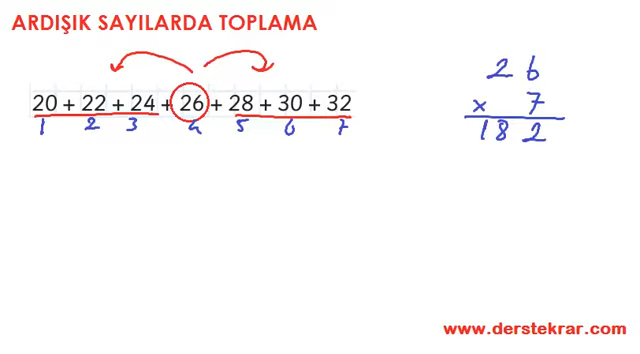 ARDIŞIK SAYILARDA TOPLAMA
20 + 22 + 24 + 26 + 28 + 30 + 32
1 2 3 4 5 6 7
26
x 7
182
www.derstekrar.com